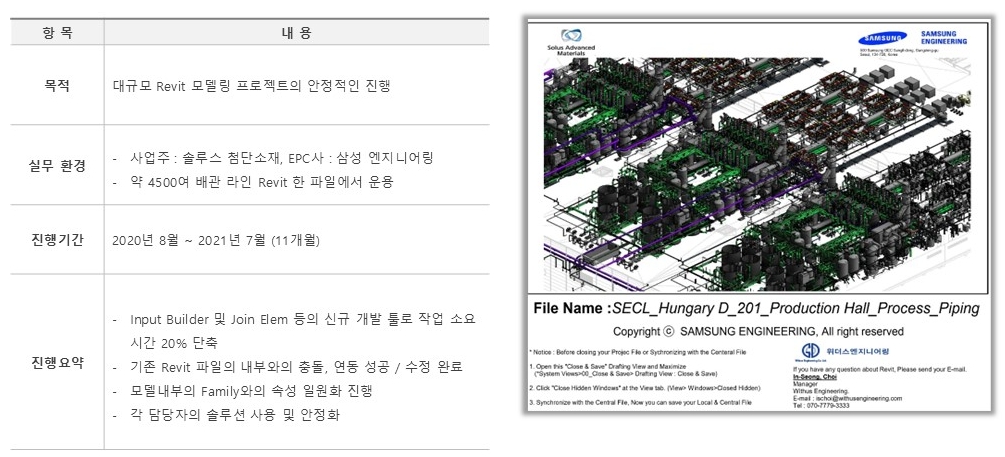 항 목
내 용
목적
대규모 Revit 모델링 프로젝트의 안정적인 진행
실무 환경
- 사업주 : 솔루스 첨단소재, EPC사 : 삼성 엔지니어링
- 약 4500여 배관 라인 Revit 한 파일에서 운용
진행기간
2020년 8월 ~ 2021년 7월 (11개월)
진행요약
- Input Builder 및 Join Elem 등의 신규 개발 툴로 작업 소요
시간 20% 단축
- 기존 Revit 파일의 내부와의 충돌, 연동 성공 / 수정 완료
- 모델내부의 Family와의 속성 일원화 진행
- 각 담당자의 솔루션 사용 및 안정화
Solus Advanced
Materials
SAMSUNG
SAMSUNG
ENGINEERING
File Name :SECL_Hungary D_201_Production Hall_Process_Piping
Copyright ⓒ SAMSUNG ENGINEERING, All right reserved
* Notice : Before closing your Projec File or Sychronizing with the Centeral File
1. Open this "Close & Save" Drafting View and Maximize
("System Views>00_Close & Save> Drafting View : Close & Save)
2. Click "Close Hidden Windows" at the View tab. (View> Windows>Closed Hidden)
3. Synchronize with the Central File, Now you can save your Local & Central File
위더스엔지니어링
If you have any question about Revit, Please send your E-mail.
In-Seong, Choi
Manager
Withus Engineering.
E-mail : ischoi@withusengineering.com
Tel : 070-7779-3333